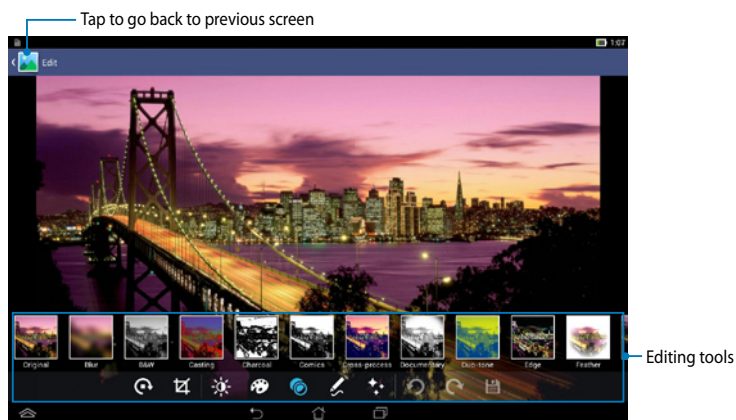 Tap to go back to previous screen
1:07
Edit
Original Blur B&W Casting Charcoal Comics Cross-process Documentary Duo-tone Edge Feather
Editing tools